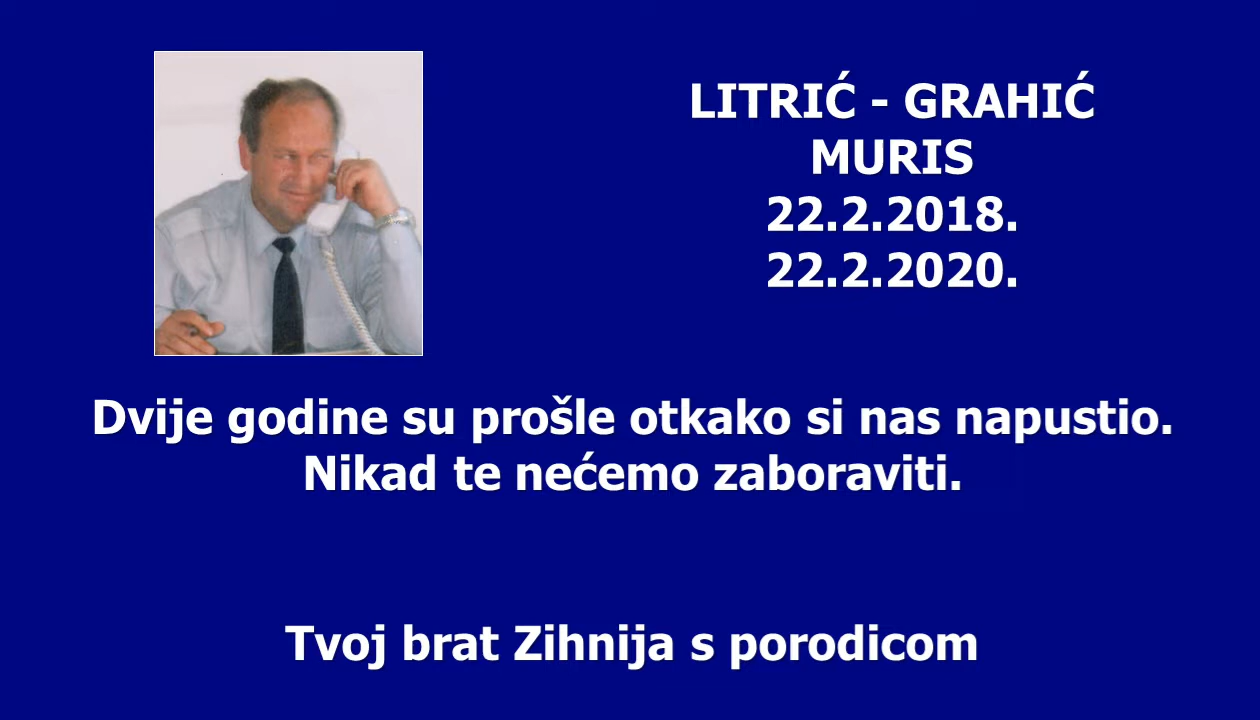 LITRIĆ - GRAHIĆ
MURIS
22.2.2018.
22.2.2020.
Dvije godine su prošle otkako si nas napustio.
Nikad te nećemo zaboraviti.
Tvoj brat Zihnija s porodicom